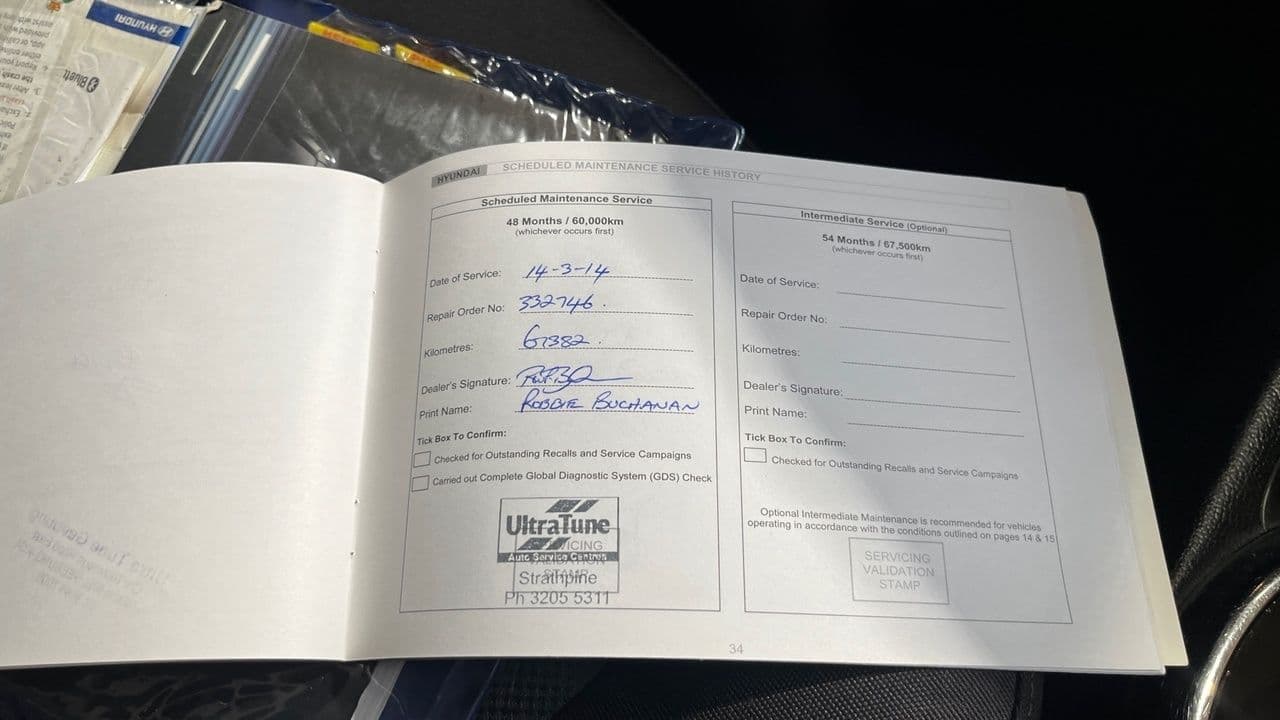 HYUNDAI
Bluet
HYUNDAI SCHEDULED MAINTENANCE SERVICE HISTORY
Scheduled Maintenance Service
48 Months / 60,000km
(whichever occurs first)
Date of Service: 14-3-14
Repair Order No: 332746.
Kilometres:
Dealer's Signature:
Print Name: ROBBIE BUCHANAN
Tick Box To Confirm:
Checked for Outstanding Recalls and Service Campaigns
Carried out Complete Global Diagnostic System (GDS) Check
UltraTune
Auto Service Centres
Strathpine
Ph 3205 5311
Intermediate Service (Optional)
54 Months / 67,500km
(whichever occurs first)
Date of Service:
Repair Order No:
Kilometres:
Dealer's Signature:
Print Name:
Tick Box To Confirm:
Checked for Outstanding Recalls and Service Campaigns
Optional Intermediate Maintenance is recommended for vehicles
operating in accordance with the conditions outlined on pages 14 & 15
SERVICING
VALIDATION
STAMP
34